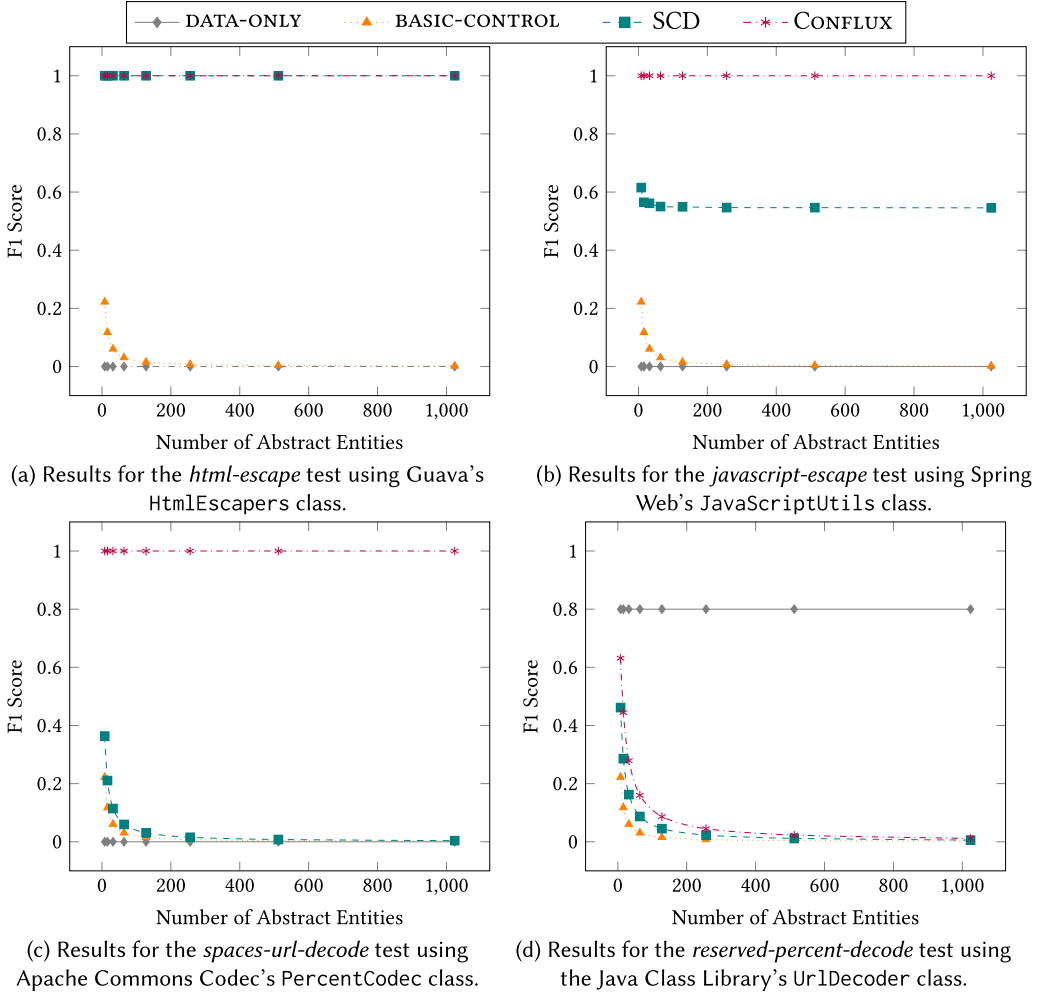 DATA-ONLY BASIC-CONTROL SCD CONFLUX
1
0.8
0.6
0.4
0.2
0
F1 Score
0 200 400 600 800 1,000
Number of Abstract Entities
(a) Results for the html-escape test using Guava's
HtmlEscapers class.
1
0.8
0.6
0.4
0.2
0
F1 Score
0 200 400 600 800 1,000
Number of Abstract Entities
(b) Results for the javascript-escape test using Spring
Web's JavaScriptUtils class.
1
0.8
0.6
0.4
0.2
0
F1 Score
0 200 400 600 800 1,000
Number of Abstract Entities
(c) Results for the spaces-url-decode test using
Apache Commons Codec's PercentCodec class.
1
0.8
0.6
0.4
0.2
0
F1 Score
0 200 400 600 800 1,000
Number of Abstract Entities
(d) Results for the reserved-percent-decode test using
the Java Class Library's UrlDecoder class.